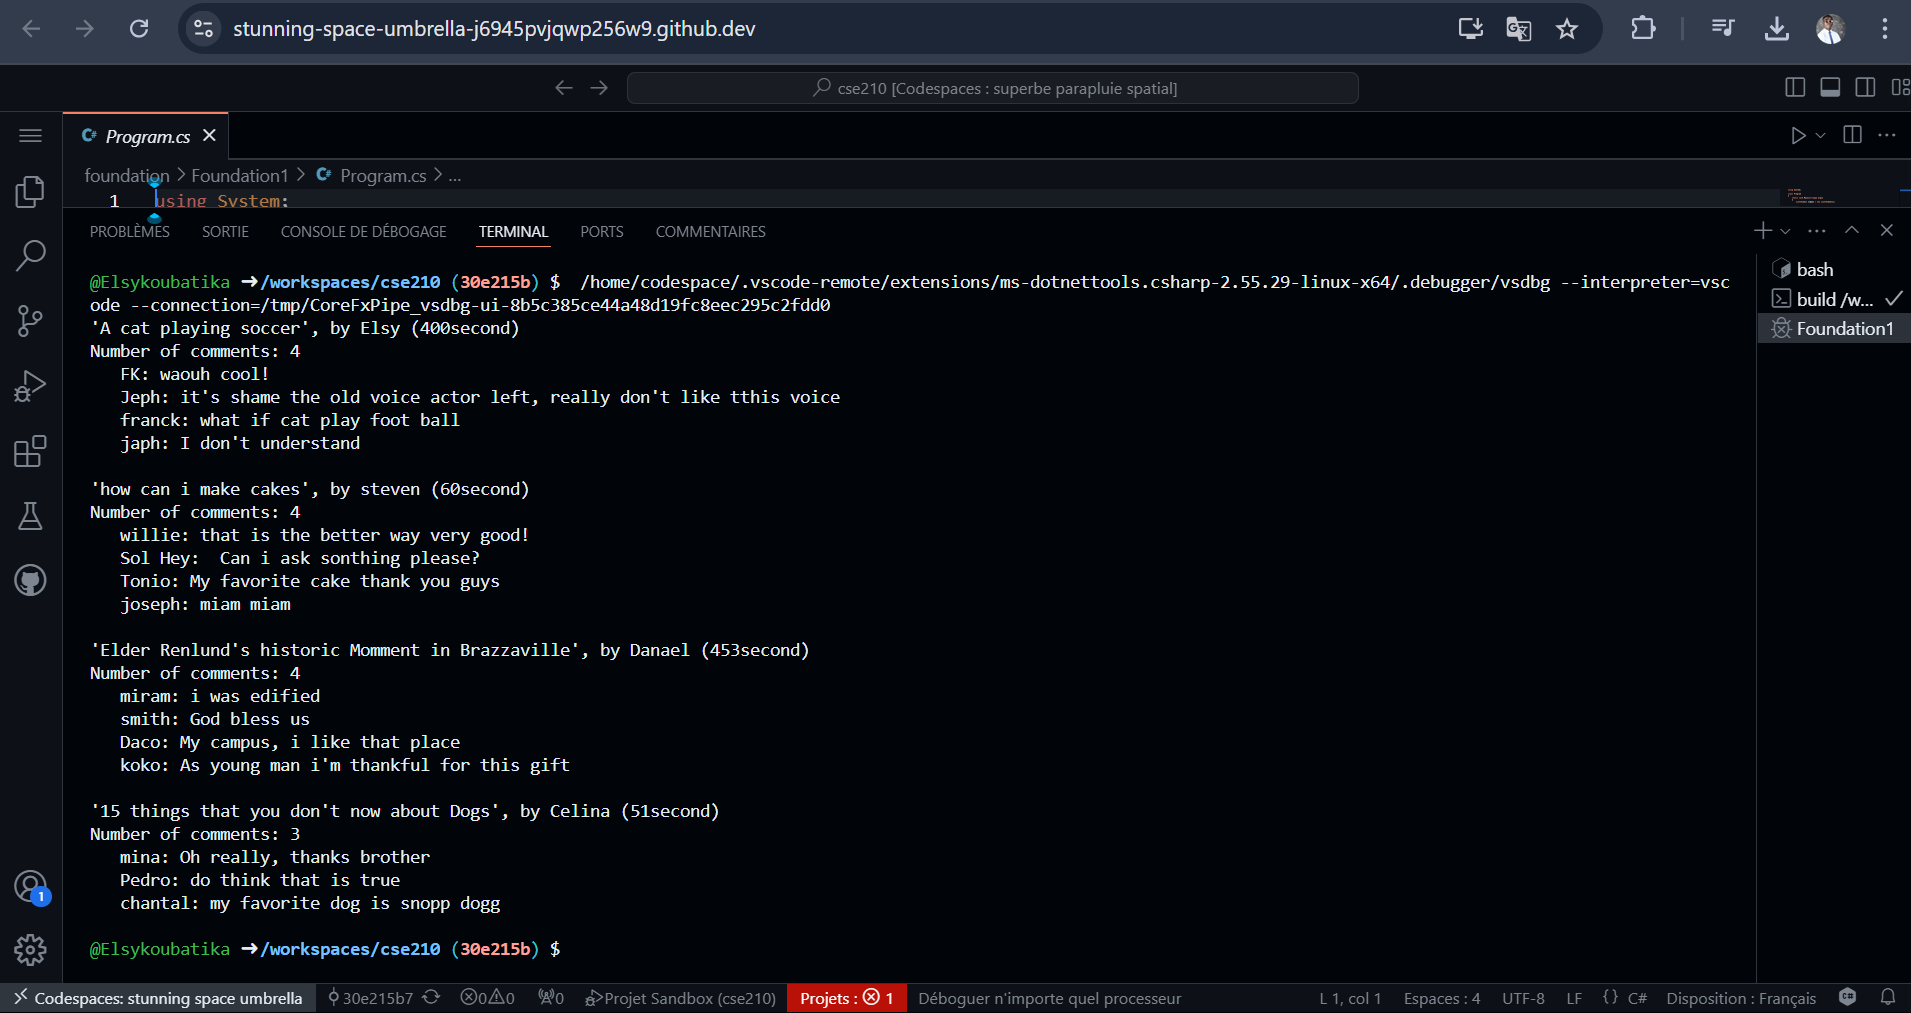 stunning-space-umbrella-j6945pvjqwp256w9.github.dev
cse210 [Codespaces : superbe parapluie spatial]
C# Program.cs
foundation > Foundation1 > C# Program.cs > ...
1 using System;
PROBLÈMES SORTIE CONSOLE DE DÉBOGAGE TERMINAL PORTS COMMENTAIRES
@Elsykoubatika ➜/workspaces/cse210 (30e215b) $ /home/codespace/.vscode-remote/extensions/ms-dotnettools.csharp-2.55.29-linux-x64/.debugger/vsdbg --interpreter=vsc
ode --connection=/tmp/CoreFxPipe_vsdbg-ui-8b5c385ce44a48d19fc8eec295c2fdd0
'A cat playing soccer', by Elsy (400second)
Number of comments: 4
FK: waouh cool!
Jeph: it's shame the old voice actor left, really don't like tthis voice
franck: what if cat play foot ball
japh: I don't understand
'how can i make cakes', by steven (60second)
Number of comments: 4
willie: that is the better way very good!
Sol Hey:  Can i ask sonthing please?
Tonio: My favorite cake thank you guys
joseph: miam miam
'Elder Renlund's historic Momment in Brazzaville', by Danael (453second)
Number of comments: 4
miram: i was edified
smith: God bless us
Daco: My campus, i like that place
koko: As young man i'm thankful for this gift
'15 things that you don't now about Dogs', by Celina (51second)
Number of comments: 3
mina: Oh really, thanks brother
Pedro: do think that is true
chantal: my favorite dog is snopp dogg
@Elsykoubatika ➜/workspaces/cse210 (30e215b) $
bash
build /w...
Foundation1
1
Codespaces: stunning space umbrella 30e215b7 0 0 0 Projet Sandbox (cse210) Projets : 1 Déboguer n'importe quel processeur L 1, col 1 Espaces : 4 UTF-8 LF {} C# Disposition : Français